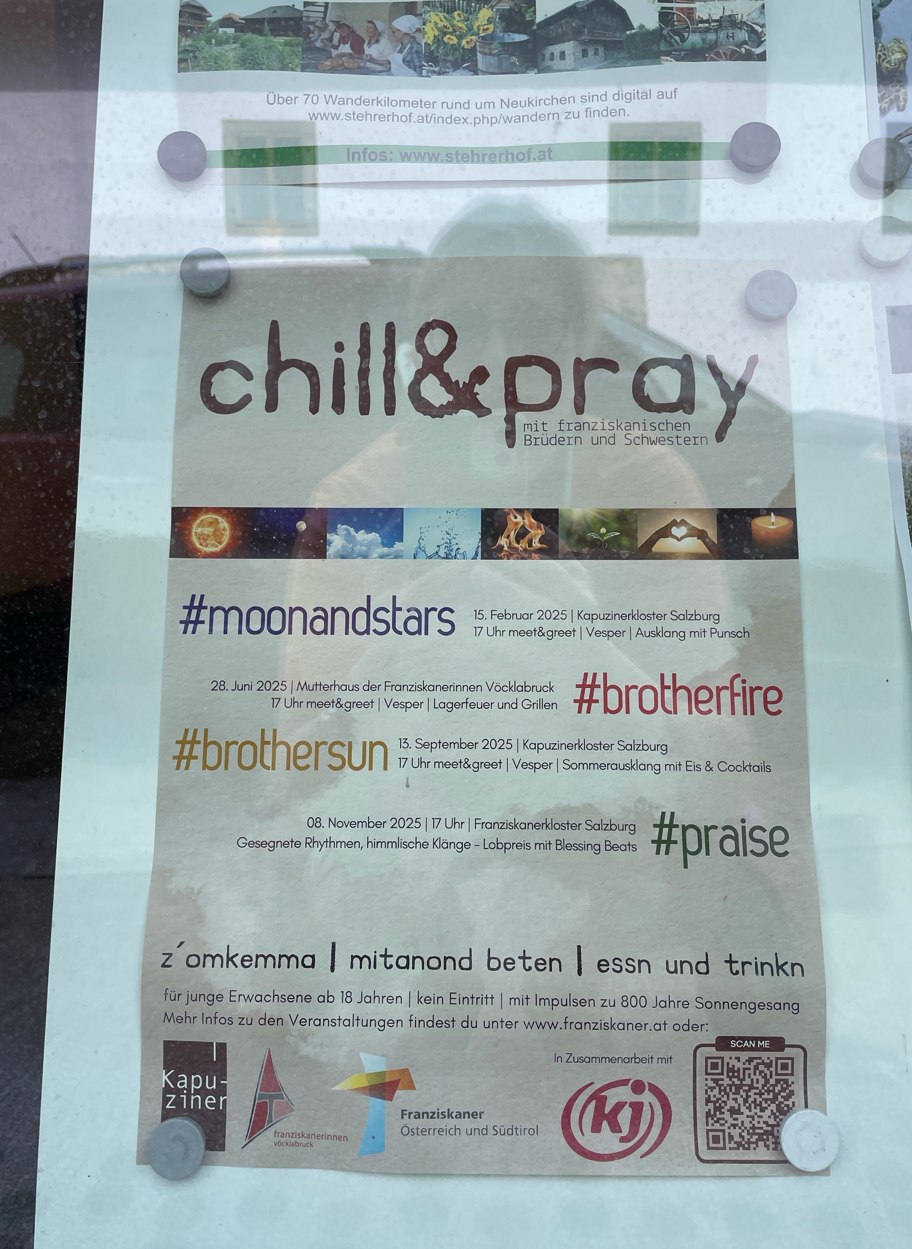 Über 70 Wanderkilometer rund um Neukirchen sind digital auf
www.stehrerhof.at/index.php/wandern zu finden.
Infos: www.stehrerhof.at
chill&pray
mit franziskanischen
Brüdern und Schwestern
#moonandstars
15. Februar 2025 | Kapuzinerkloster Salzburg
17 Uhr meet&greet | Vesper | Ausklang mit Punsch
28. Juni 2025 | Mutterhaus der Franziskanerinnen Vöcklabruck
17 Uhr meet&greet | Vesper | Lagerfeuer und Grillen
#brotherfire
#brothersun
13. September 2025 | Kapuzinerkloster Salzburg
17 Uhr meet&greet | Vesper | Sommerausklang mit Eis & Cocktails
08. November 2025 | 17 Uhr | Franziskanerkloster Salzburg
Gesegnete Rhythmen, himmlische Klänge – Lobpreis mit Blessing Beats
#praise
z´omkemma | mitanond beten | essn und trinkn
für junge Erwachsene ab 18 Jahren | kein Eintritt | mit Impulsen zu 800 Jahre Sonnengesang
Mehr Infos zu den Veranstaltungen findest du unter www.franziskaner.at oder:
Kapu-
ziner
franziskanerinnen
vöcklabruck
Franziskaner
Österreich und Südtirol
In Zusammenarbeit mit
kj
SCAN ME